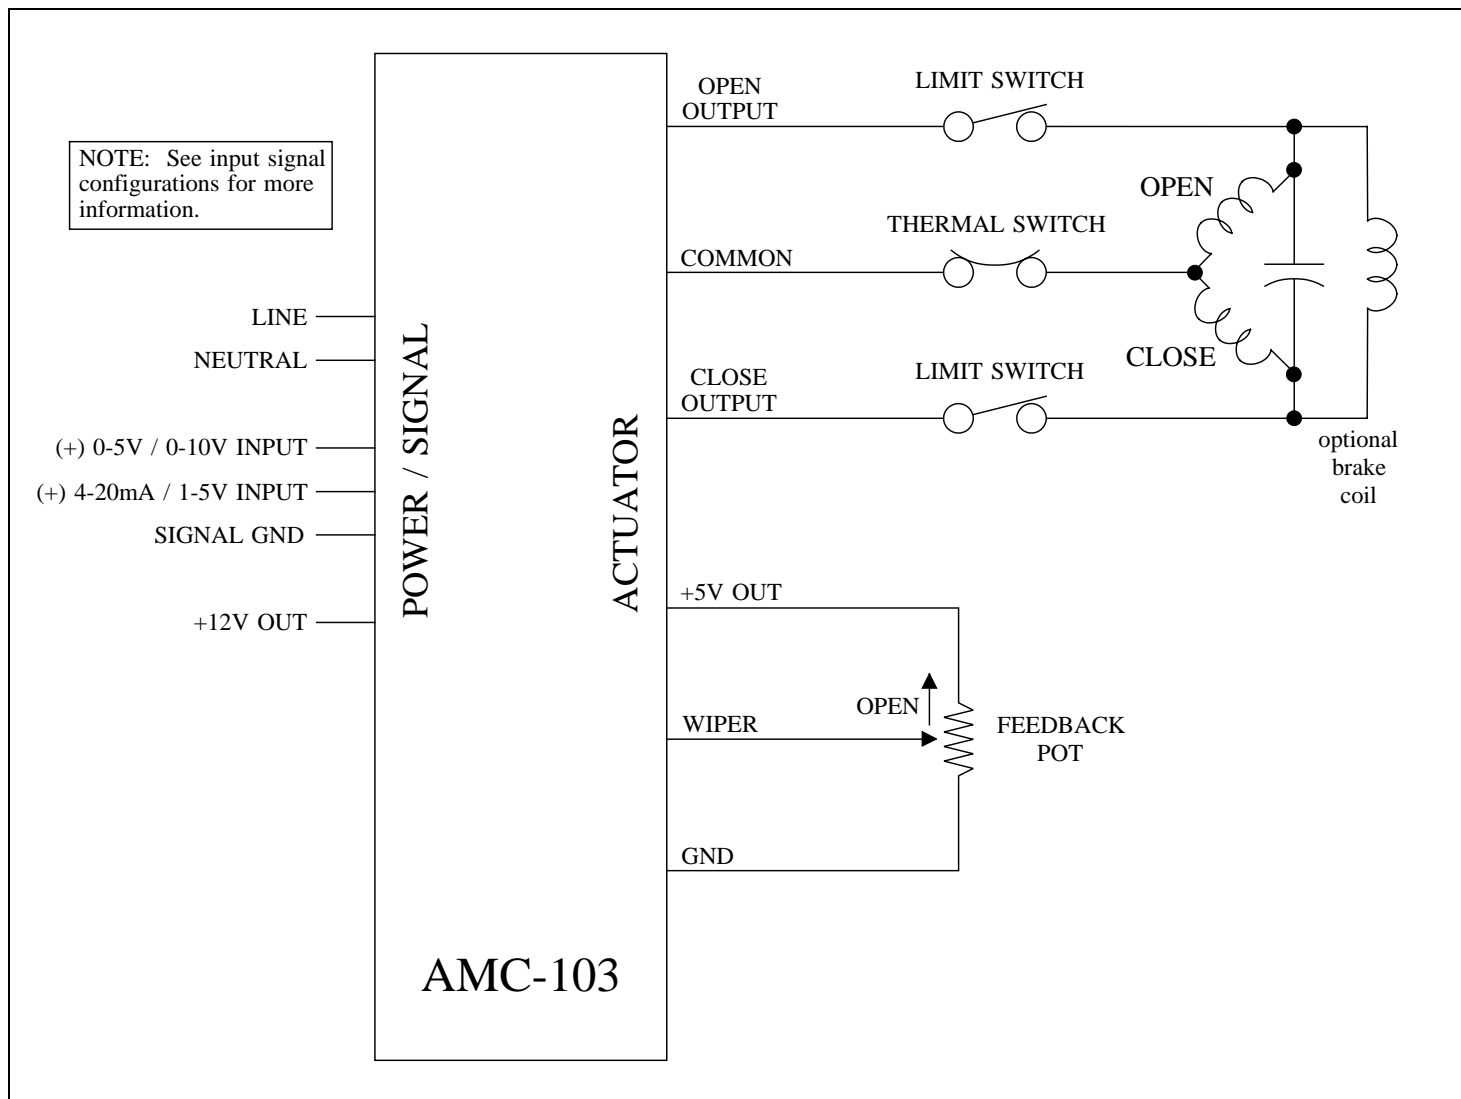 NOTE: See input signal
configurations for more
information.
LINE
NEUTRAL
(+) 0-5V / 0-10V INPUT
(+) 4-20mA / 1-5V INPUT
SIGNAL GND
+12V OUT
POWER / SIGNAL
ACTUATOR
AMC-103
OPEN
OUTPUT
LIMIT SWITCH
COMMON
THERMAL SWITCH
OPEN
CLOSE
CLOSE
OUTPUT
LIMIT SWITCH
optional
brake
coil
+5V OUT
OPEN
WIPER
FEEDBACK
POT
GND